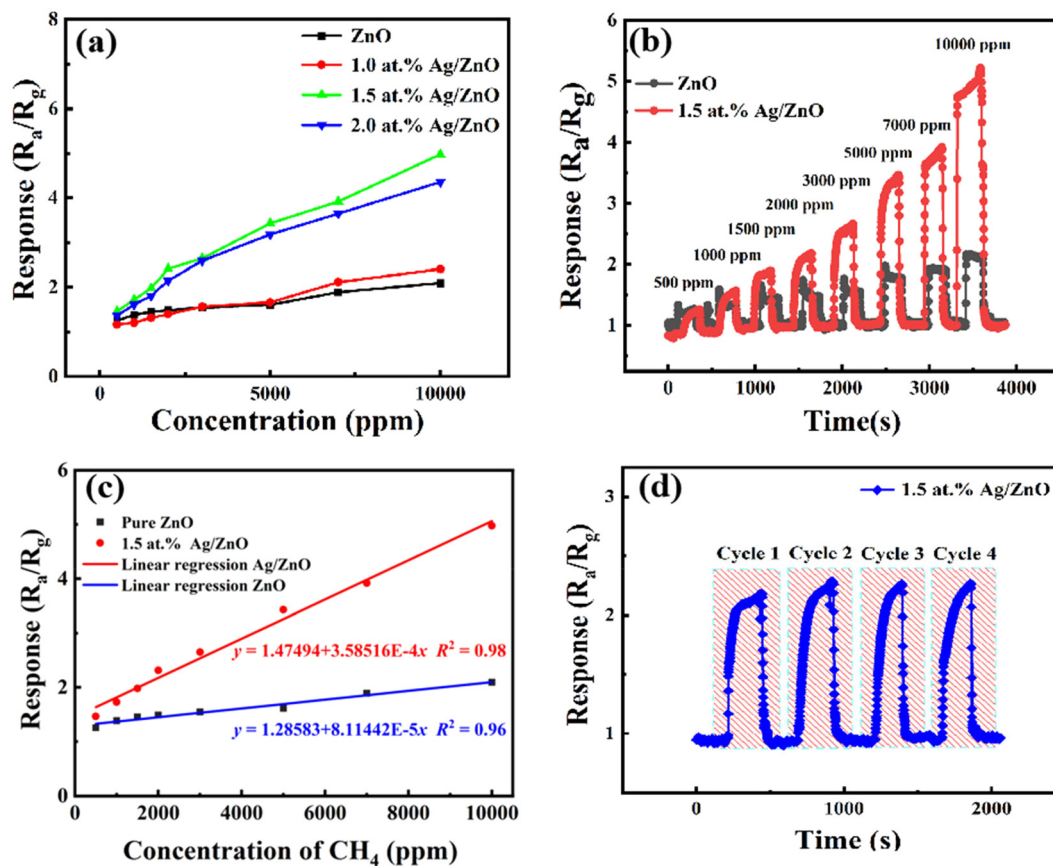 (a)
ZnO
1.0 at.% Ag/ZnO
1.5 at.% Ag/ZnO
2.0 at.% Ag/ZnO
Response (Ra/Rg)
8
6
4
2
0
0
5000
10000
Concentration (ppm)
(b)
ZnO
1.5 at.% Ag/ZnO
500 ppm
1000 ppm
1500 ppm
2000 ppm
3000 ppm
5000 ppm
7000 ppm
10000 ppm
Response (Ra/Rg)
6
5
4
3
2
1
0
1000
2000
3000
4000
Time(s)
(c)
Pure ZnO
1.5 at.% Ag/ZnO
Linear regression Ag/ZnO
Linear regression ZnO
y = 1.47494+3.58516E-4x R² = 0.98
y = 1.28583+8.11442E-5x R² = 0.96
Response (Ra/Rg)
6
4
2
0
0
2000
4000
6000
8000
10000
Concentration of CH₄ (ppm)
(d)
1.5 at.% Ag/ZnO
Cycle 1 Cycle 2 Cycle 3 Cycle 4
Response (Ra/Rg)
3
2
1
0
1000
2000
Time (s)